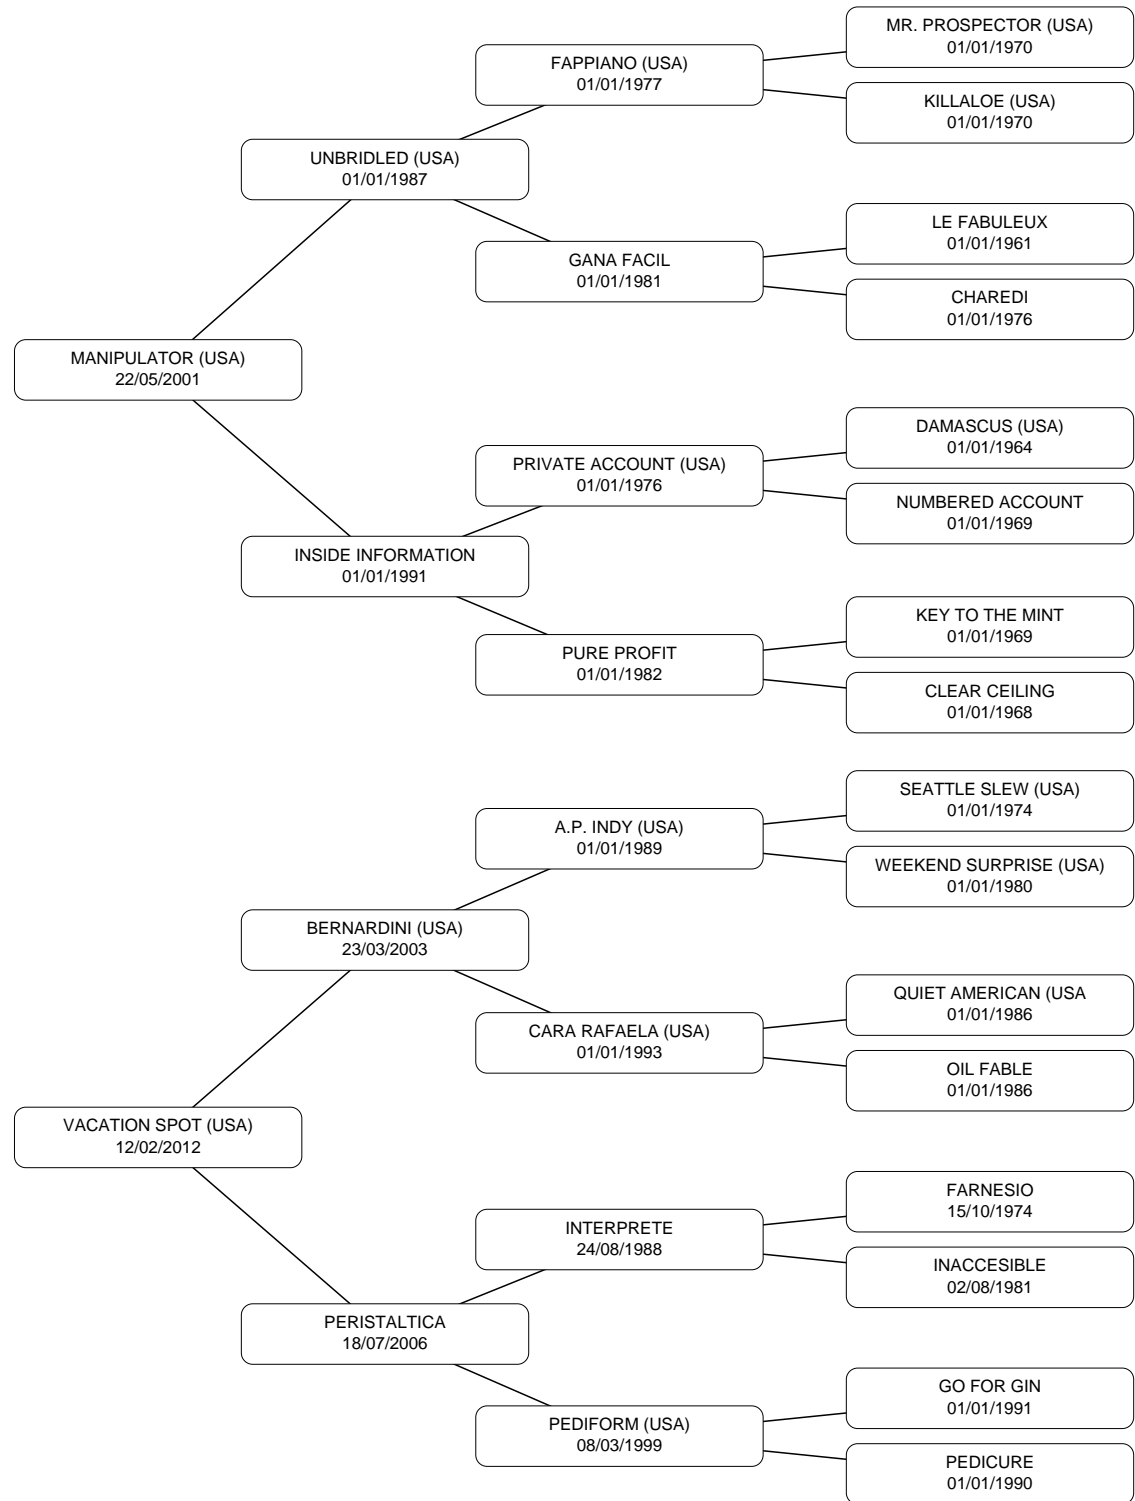 MR. PROSPECTOR (USA)
01/01/1970
FAPPIANO (USA)
01/01/1977
KILLALOE (USA)
01/01/1970
UNBRIDLED (USA)
01/01/1987
LE FABULEUX
01/01/1961
GANA FACIL
01/01/1981
CHAREDI
01/01/1976
MANIPULATOR (USA)
22/05/2001
DAMASCUS (USA)
01/01/1964
PRIVATE ACCOUNT (USA)
01/01/1976
NUMBERED ACCOUNT
01/01/1969
INSIDE INFORMATION
01/01/1991
KEY TO THE MINT
01/01/1969
PURE PROFIT
01/01/1982
CLEAR CEILING
01/01/1968
SEATTLE SLEW (USA)
01/01/1974
A.P. INDY (USA)
01/01/1989
WEEKEND SURPRISE (USA)
01/01/1980
BERNARDINI (USA)
23/03/2003
QUIET AMERICAN (USA
01/01/1986
CARA RAFAELA (USA)
01/01/1993
OIL FABLE
01/01/1986
VACATION SPOT (USA)
12/02/2012
FARNESIO
15/10/1974
INTERPRETE
24/08/1988
INACCESIBLE
02/08/1981
PERISTALTICA
18/07/2006
GO FOR GIN
01/01/1991
PEDIFORM (USA)
08/03/1999
PEDICURE
01/01/1990